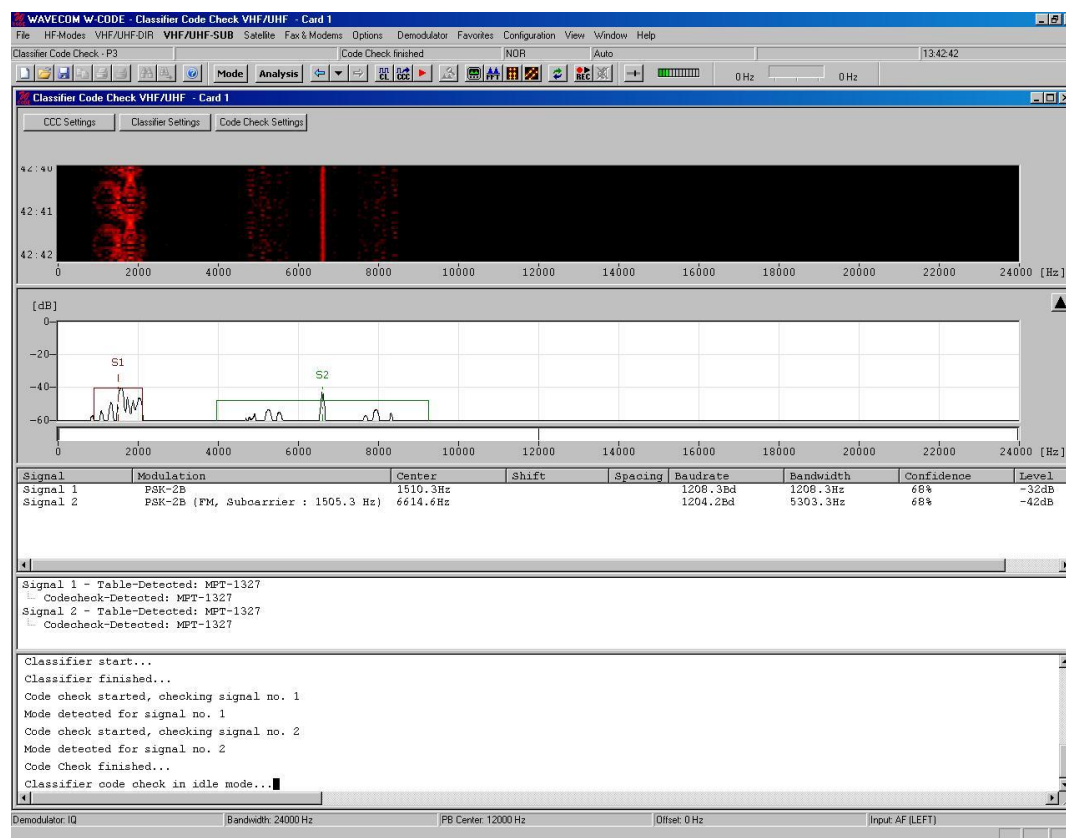 WAVECOM W-CODE - Classifier Code Check VHF/UHF - Card 1
File HF-Modes VHF/UHF-DIR VHF/UHF-SUB Satellite Fax & Modems Options Demodulator Favorites Configuration View Window Help
Classifier Code Check - P3 Code Check finished NOR Auto 13:42:42
Mode Analysis CL CCC FFT REC 0 Hz 0 Hz
Classifier Code Check VHF/UHF - Card 1
CCC Settings Classifier Settings Code Check Settings
42:40
42:41
42:42
0 2000 4000 6000 8000 10000 12000 14000 16000 18000 20000 22000 24000 [Hz]
[dB]
0
-20
S1
S2
-40
-60
0 2000 4000 6000 8000 10000 12000 14000 16000 18000 20000 22000 24000 [Hz]
Signal Modulation Center Shift Spacing Baudrate Bandwidth Confidence Level
Signal 1 PSK-2B 1510.3Hz 1208.3Bd 1208.3Hz 68% -32dB
Signal 2 PSK-2B (FM, Subcarrier : 1505.3 Hz) 6614.6Hz 1204.2Bd 5303.3Hz 68% -42dB
Signal 1 - Table-Detected: MPT-1327
Codecheck-Detected: MPT-1327
Signal 2 - Table-Detected: MPT-1327
Codecheck-Detected: MPT-1327
Classifier start...
Classifier finished...
Code check started, checking signal no. 1
Mode detected for signal no. 1
Code check started, checking signal no. 2
Mode detected for signal no. 2
Code Check finished...
Classifier code check in idle mode...
Demodulator: IQ Bandwidth: 24000 Hz PB Center: 12000 Hz Offset: 0 Hz Input: AF (LEFT)